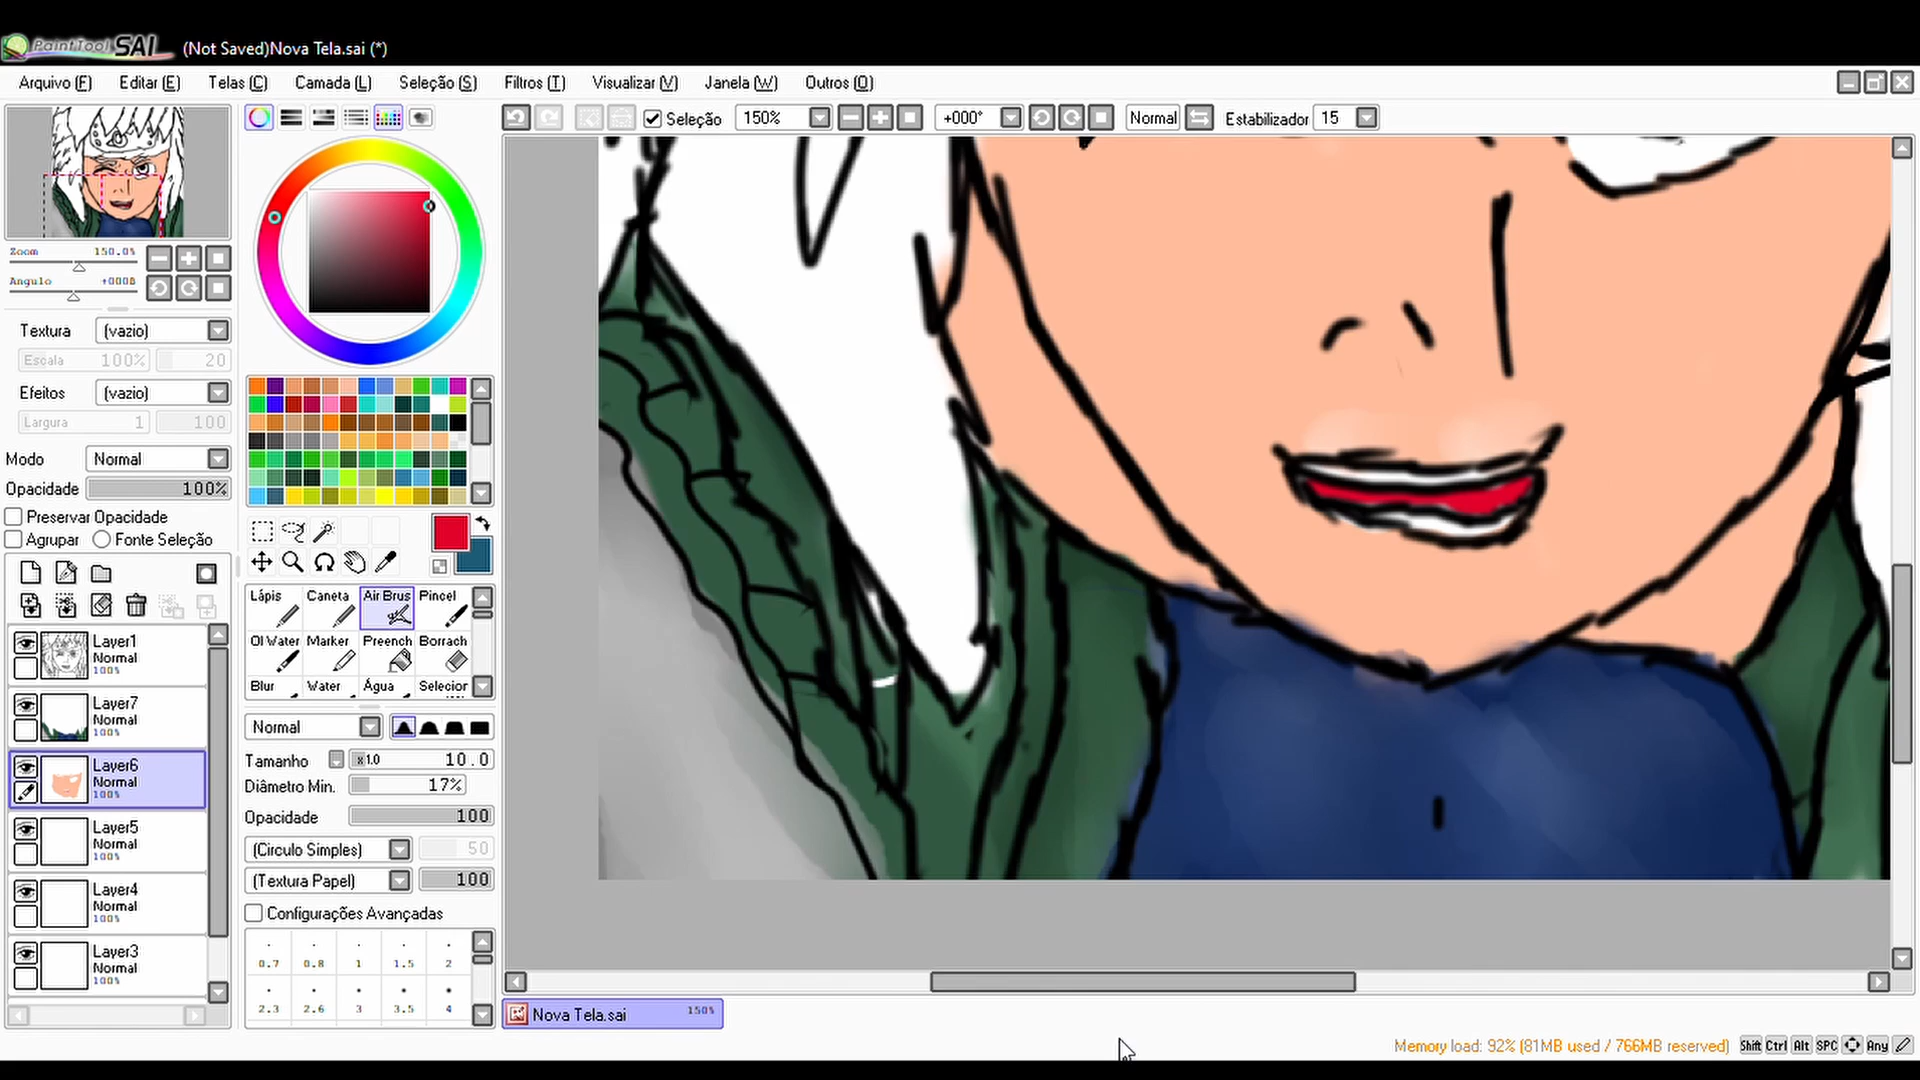 PaintTool SAI (Not Saved)Nova Tela.sai (*)
Arquivo (F) Editar (E) Telas (C) Camada (L) Seleção (S) Filtros (T) Visualizar (V) Janela (W) Outros (O)
Seleção 150% +000° Normal Estabilizador 15
Zoom 150.0%
Angulo +000B
Textura (vazio)
Escala 100% 20
Efeitos (vazio)
Largura 1 100
Modo Normal
Opacidade 100%
Preservar Opacidade
Agrupar Fonte Seleção
Layer1
Normal
100%
Layer7
Normal
100%
Layer6
Normal
100%
Layer5
Normal
100%
Layer4
Normal
100%
Layer3
Normal
100%
Lápis Caneta Air Brus Pincel
Ol Water Marker Preench Borrach
Blur Water Água Selecior
Normal
Tamanho x1.0 10.0
Diâmetro Min. 17%
Opacidade 100
(Circulo Simples) 50
(Textura Papel) 100
Configurações Avançadas
0.7 0.8 1 1.5 2
2.3 2.6 3 3.5 4
Nova Tela.sai 150%
Memory load: 92% (81MB used / 766MB reserved) Shift Ctrl Alt SPC Any